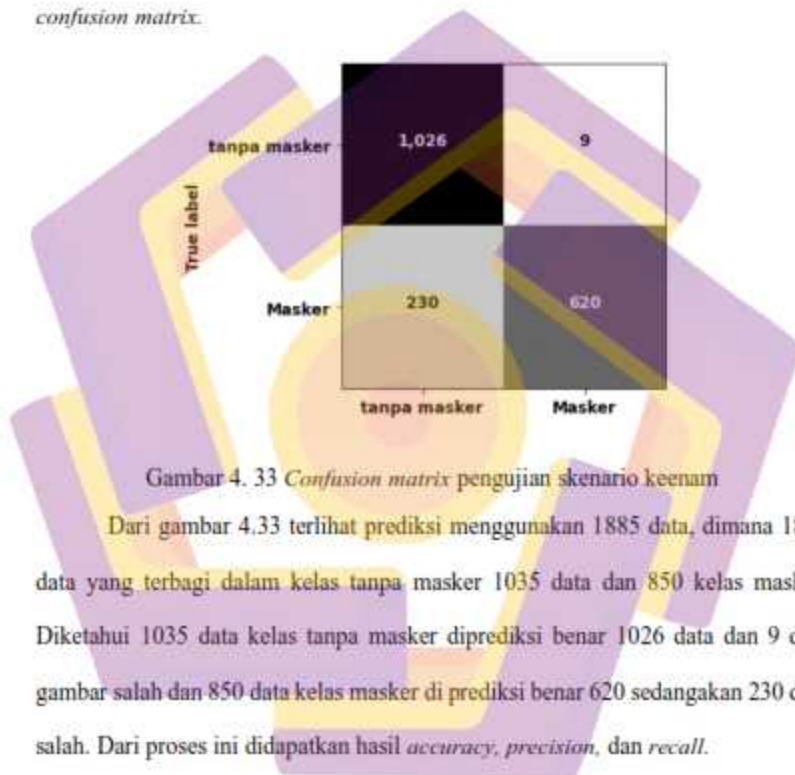 confusion matrix.
tanpa masker
1,026
9
True label
Masker
230
620
tanpa masker
Masker
Gambar 4. 33 Confusion matrix pengujian skenario keenam
Dari gambar 4.33 terlihat prediksi menggunakan 1885 data, dimana
data yang terbagi dalam kelas tanpa masker 1035 data dan 850 kelas
Diketahui 1035 data kelas tanpa masker diprediksi benar 1026 data dan 9
gambar salah dan 850 data kelas masker di prediksi benar 620 sedangakan 230
salah. Dari proses ini didapatkan hasil accuracy, precision, dan recall.